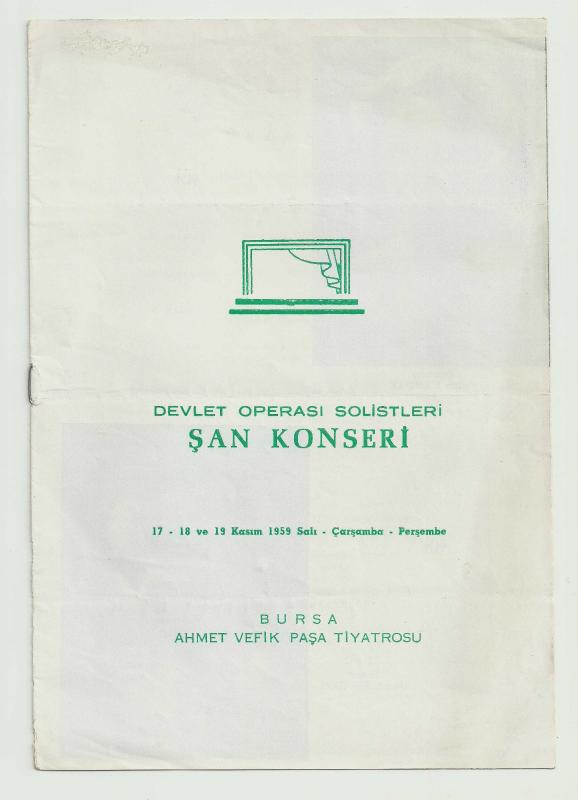 DEVLET OPERASI SOLİSTLERİ
ŞAN KONSERİ
17 - 18 ve 19 Kasım 1959 Salı - Çarşamba - Perşembe
BURSA
AHMET VEFİK PAŞA TİYATROSU